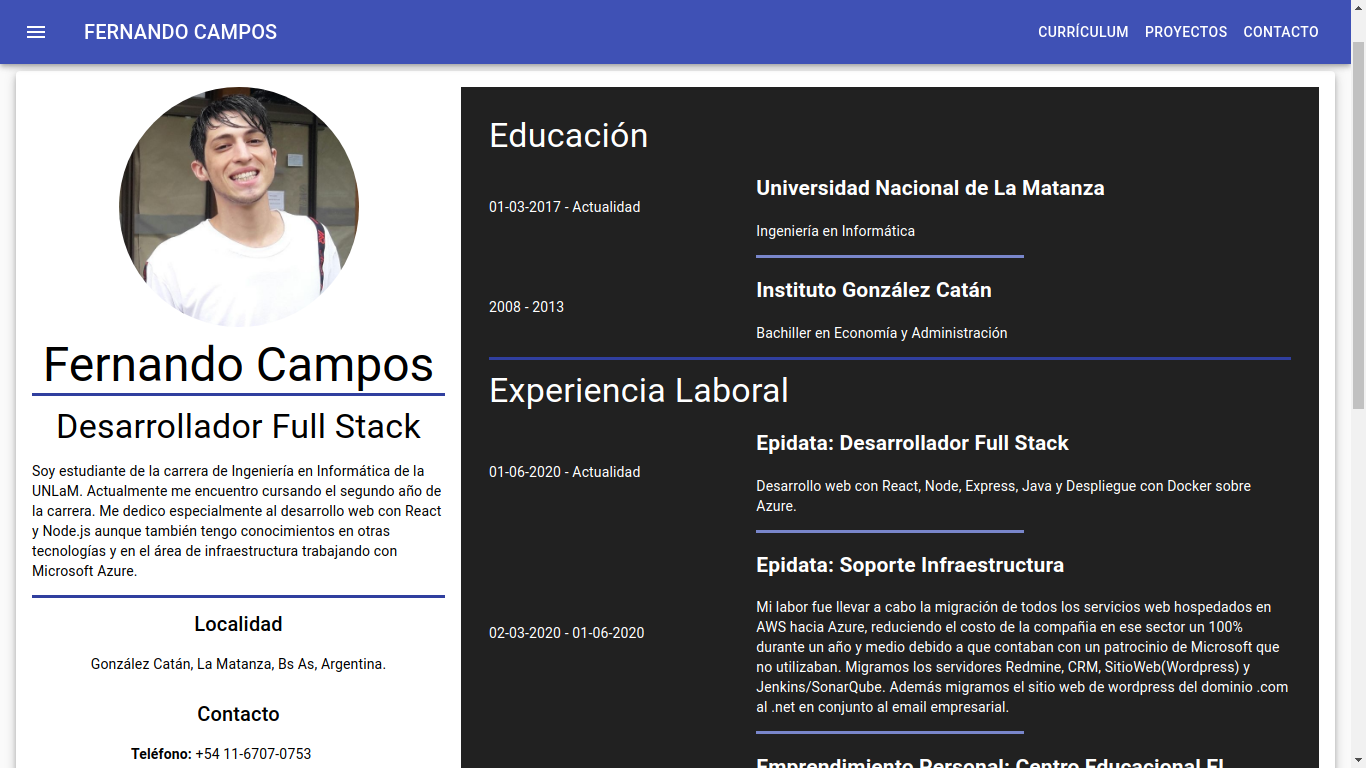 FERNANDO CAMPOS
CURRÍCULUM PROYECTOS CONTACTO
Fernando Campos
Desarrollador Full Stack
Soy estudiante de la carrera de Ingeniería en Informática de la
UNLaM. Actualmente me encuentro cursando el segundo año de
la carrera. Me dedico especialmente al desarrollo web con React
y Node.js aunque también tengo conocimientos en otras
tecnologías y en el área de infraestructura trabajando con
Microsoft Azure.
Localidad
González Catán, La Matanza, Bs As, Argentina.
Contacto
Teléfono: +54 11-6707-0753
Educación
01-03-2017 - Actualidad
Universidad Nacional de La Matanza
Ingeniería en Informática
2008 - 2013
Instituto González Catán
Bachiller en Economía y Administración
Experiencia Laboral
01-06-2020 - Actualidad
Epidata: Desarrollador Full Stack
Desarrollo web con React, Node, Express, Java y Despliegue con Docker sobre
Azure.
02-03-2020 - 01-06-2020
Epidata: Soporte Infraestructura
Mi labor fue llevar a cabo la migración de todos los servicios web hospedados en
AWS hacia Azure, reduciendo el costo de la compañia en ese sector un 100%
durante un año y medio debido a que contaban con un patrocinio de Microsoft que
no utilizaban. Migramos los servidores Redmine, CRM, SitioWeb(Wordpress) y
Jenkins/SonarQube. Además migramos el sitio web de wordpress del dominio .com
al .net en conjunto al email empresarial.
Emprendimiento Personal: Centro Educacional El